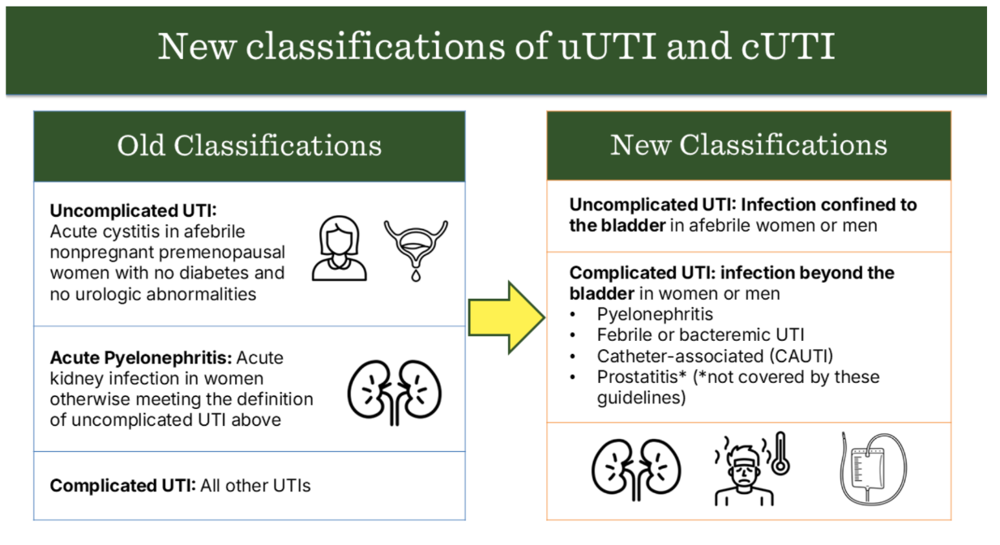 New classifications of uUTI and cUTI
Old Classifications
Uncomplicated UTI:
Acute cystitis in afebrile
nonpregnant premenopausal
women with no diabetes and
no urologic abnormalities
Acute Pyelonephritis: Acute
kidney infection in women
otherwise meeting the definition
of uncomplicated UTI above
Complicated UTI: All other UTIs
New Classifications
Uncomplicated UTI: Infection confined to
the bladder in afebrile women or men
Complicated UTI: infection beyond the
bladder in women or men
• Pyelonephritis
• Febrile or bacteremic UTI
• Catheter-associated (CAUTI)
• Prostatitis* (*not covered by these
guidelines)